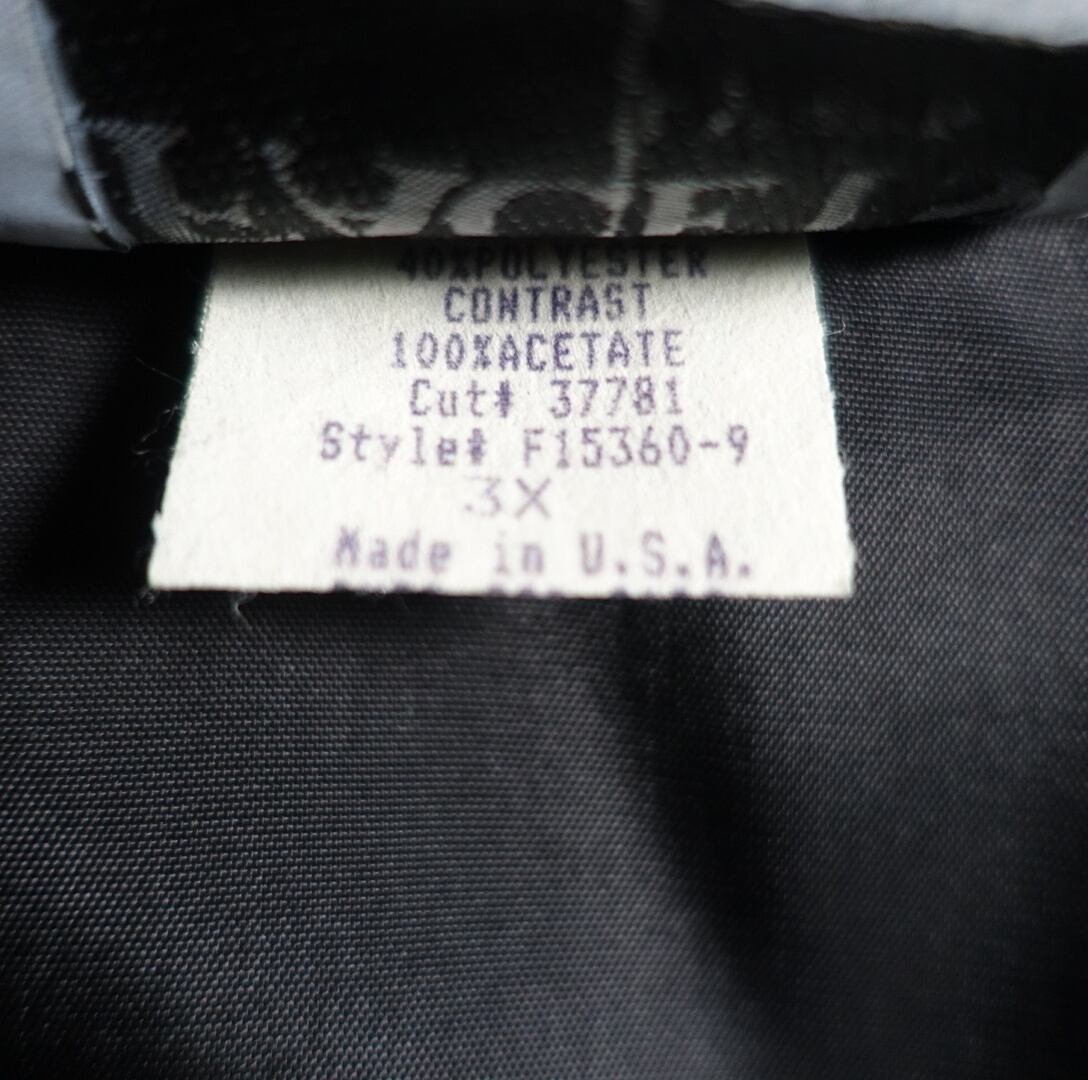 40%POLYESTER
CONTRAST
100%ACETATE
Cut# 37781
Style# F15360-9
3X
Made in U.S.A.